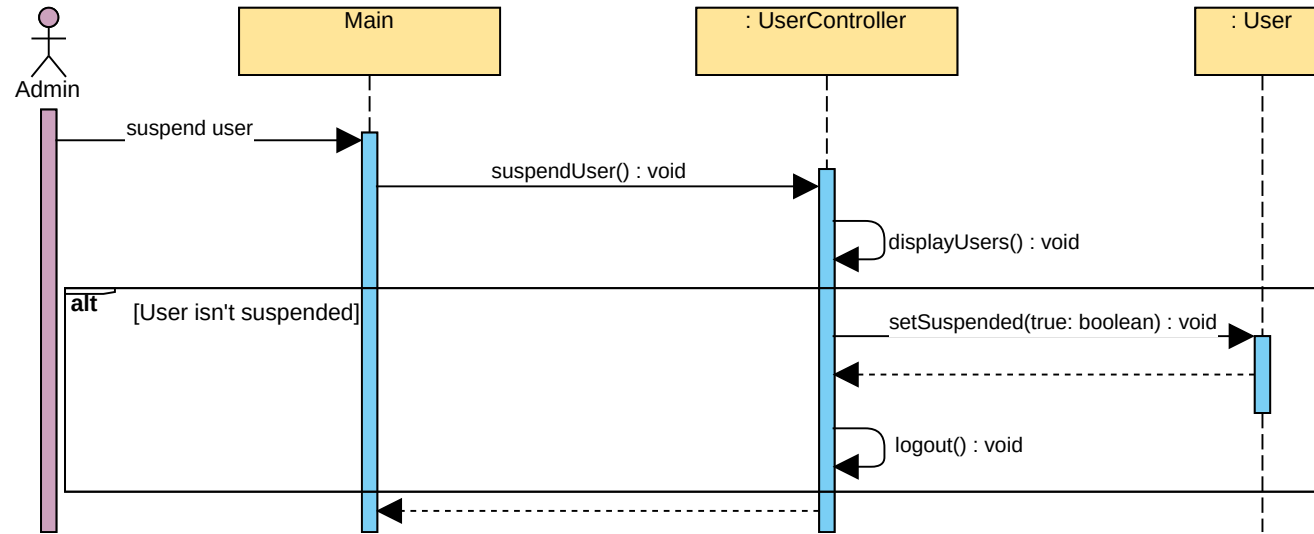 Main
: UserController
: User
Admin
suspend user
suspendUser() : void
displayUsers() : void
alt
[User isn't suspended]
setSuspended(true: boolean) : void
logout() : void